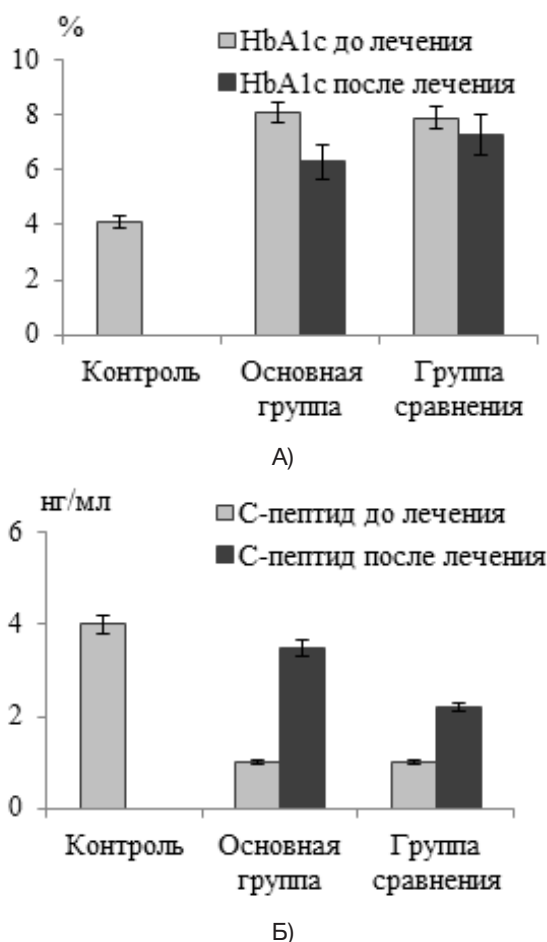 %
HbA1c до лечения
HbA1c после лечения
10
8
6
4
2
0
Контроль
Основная группа
Группа сравнения
А)
нг/мл
С-пептид до лечения
С-пептид после лечения
6
4
2
0
Контроль
Основная группа
Группа сравнения
Б)